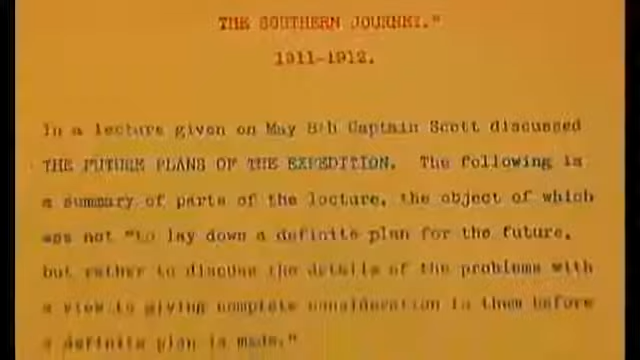 THE SOUTHERN JOURNEY."
1911-1912.
In a lecture given on May 8th Captain Scott discussed
THE FUTURE PLANS OF THE EXPEDITION. The following is
a summary of parts of the lecture, the object of which
was not "to lay down a definite plan for the future,
but rather to discuss the details of the problems with
a view to giving complete consideration to them before
a definite plan is made."